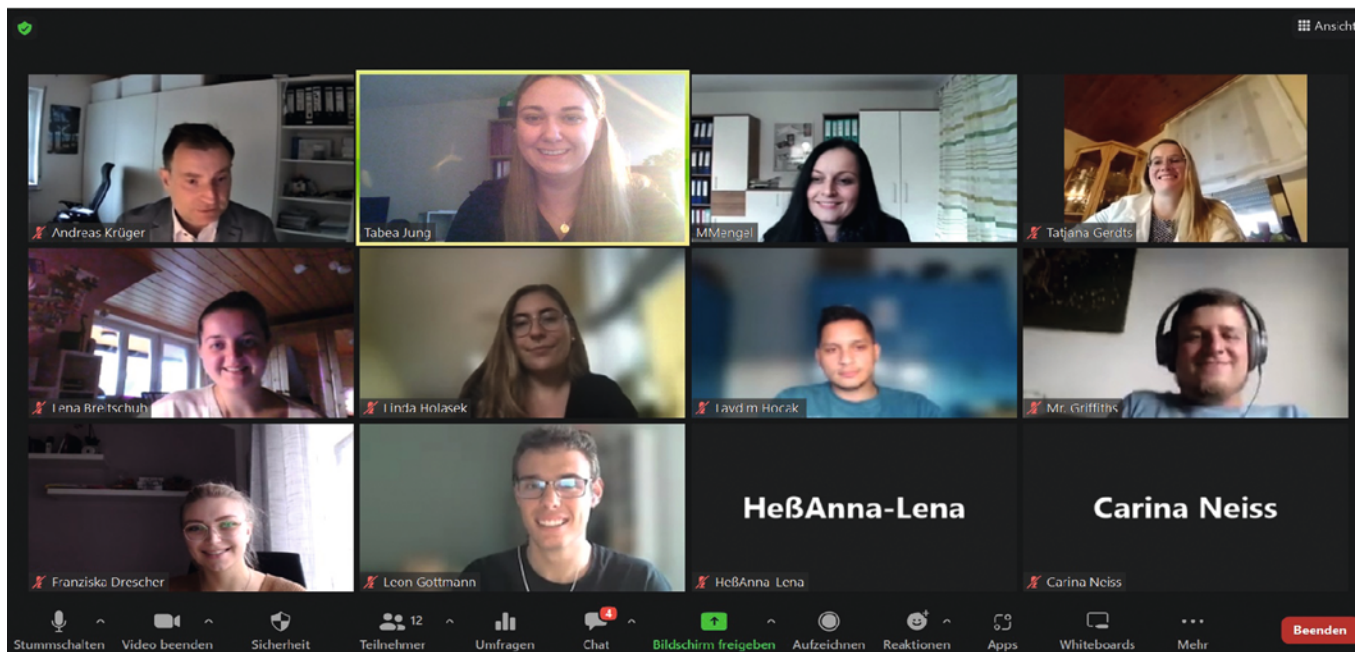 Ansicht
Andreas Krüger
Tabea Jung
MMengel
Tatjana Gerdts
Lena Breitschuh
Linda Holasek
Mr. Griffiths
Franziska Drescher
Leon Gottmann
HeßAnna-Lena
HeßAnna-Lena
Carina Neiss
Carina Neiss
12
4
Stummschalten
Video beenden
Sicherheit
Teilnehmer
Umfragen
Chat
Bildschirm freigeben
Aufzeichnen
Reaktionen
Apps
Whiteboards
Mehr
Beenden